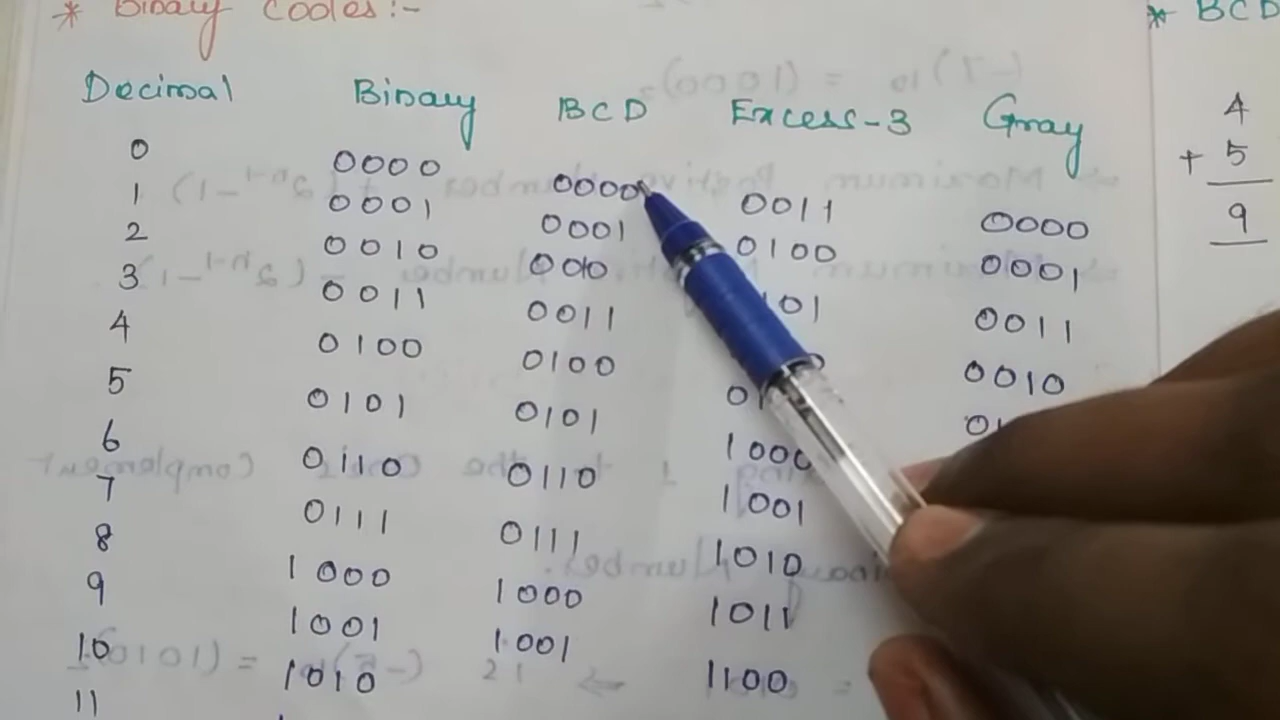 * Binary Codes:-
Decimal Binary BCD Excess-3 Gray
0 0000 0000 0011 0000
1 0001 0001 0100 0001
2 0010 0010 101 0011
3 0011 0011 0010
4 0100 0100
5 0101 0101 1000
6 0110 0110 1001
7 0111 0111 1010
8 1000 1000 1011
9 1001 1001 1100
10 1010
11
* BCD
4
+ 5
9